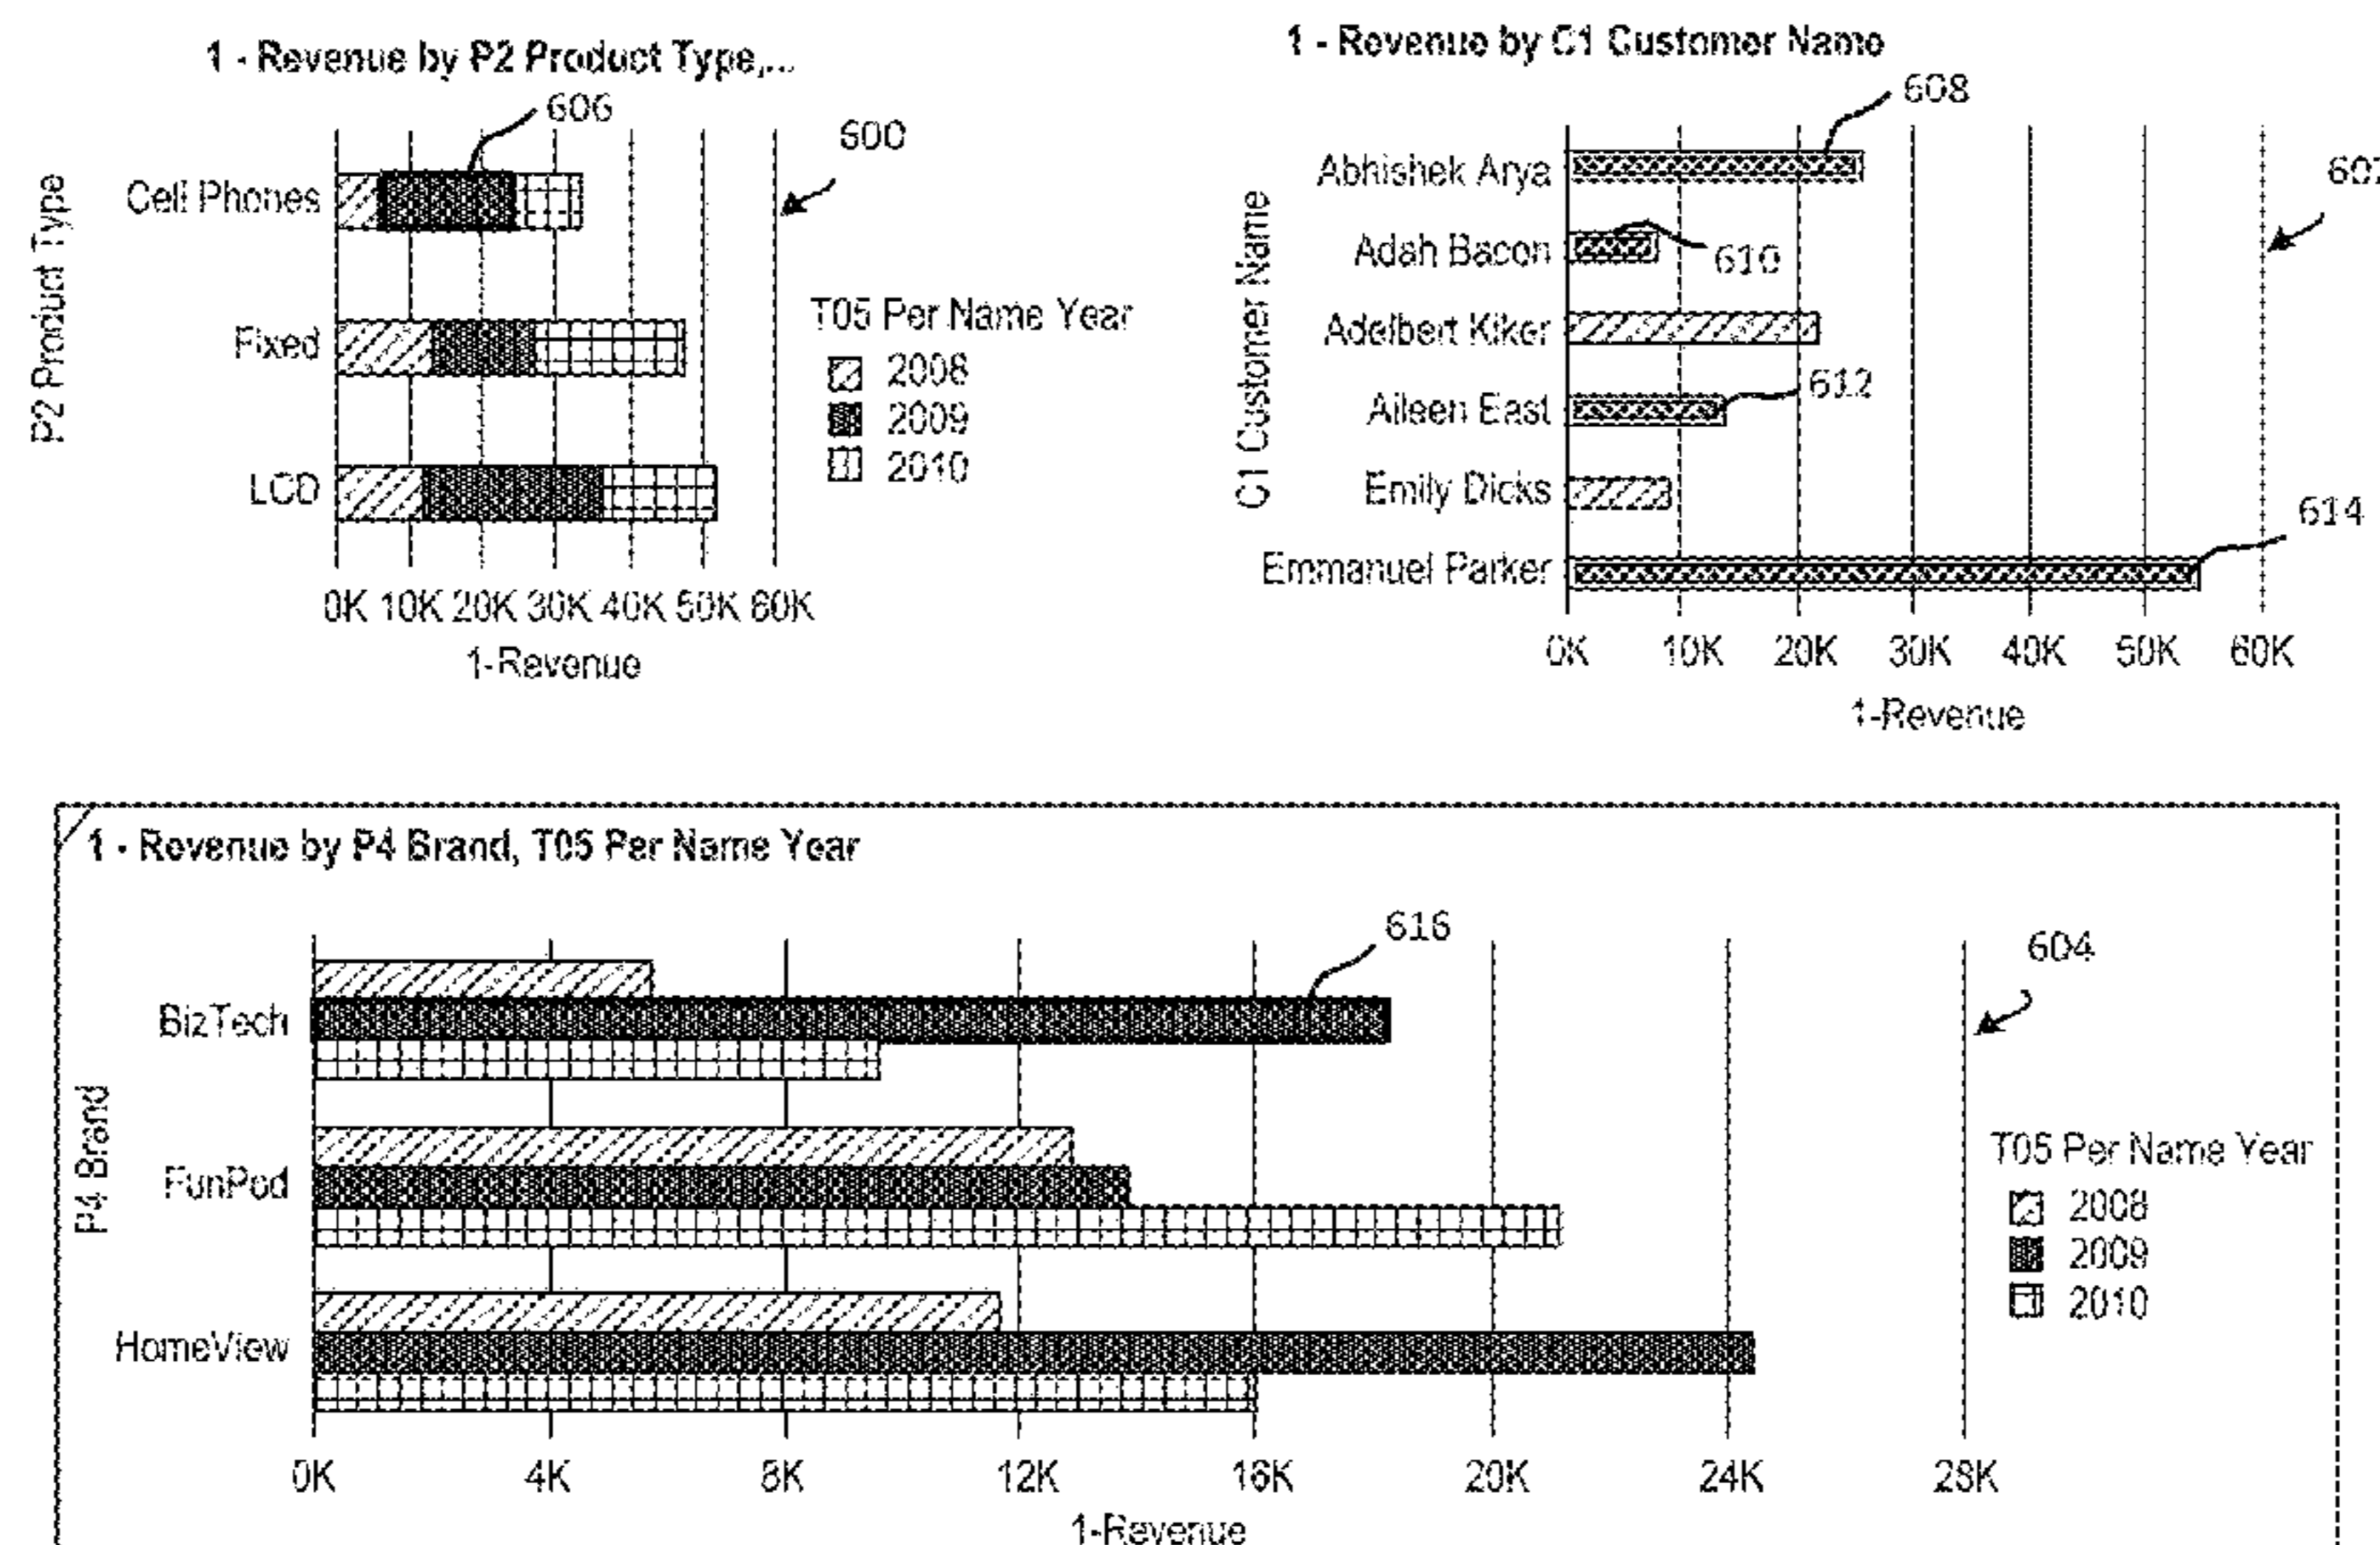 1 - Revenue by P2 Product Type,...
606
600
P2 Product Type
Cell Phones
Fixed
LCD
T05 Per Name Year
2008
2009
2010
0K 10K 20K 30K 40K 50K 60K
1-Revenue
1 - Revenue by C1 Customer Name
608
C1 Customer Name
Abhishek Arya
Adah Bacon
610
Adelbert Kiker
Aileen East
612
Emily Dicks
Emmanuel Parker
614
0K 10K 20K 30K 40K 50K 60K
1-Revenue
1 - Revenue by P4 Brand, T05 Per Name Year
616
604
P4 Brand
BizTech
FunPod
HomeView
T05 Per Name Year
2008
2009
2010
0K 4K 8K 12K 16K 20K 24K 28K
1-Revenue